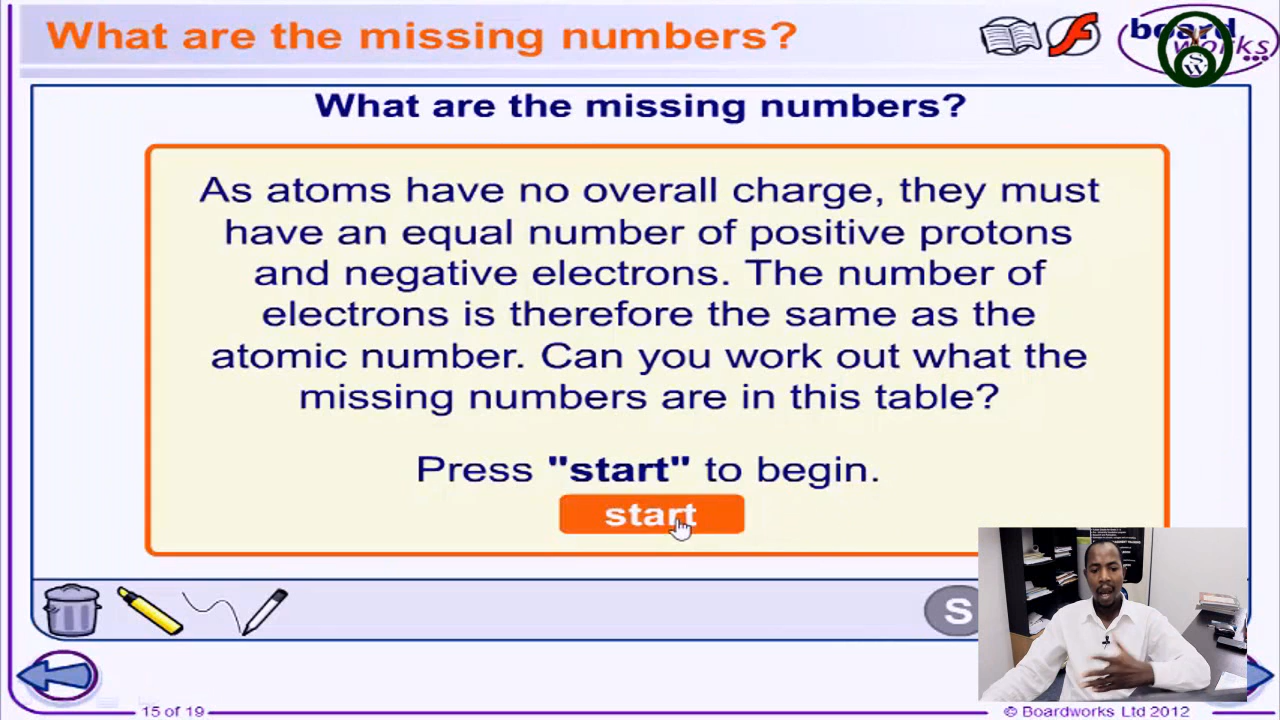 What are the missing numbers?
board
works
SW
What are the missing numbers?
As atoms have no overall charge, they must
have an equal number of positive protons
and negative electrons. The number of
electrons is therefore the same as the
atomic number. Can you work out what the
missing numbers are in this table?
Press "start" to begin.
start
S
15 of 19
© Boardworks Ltd 2012